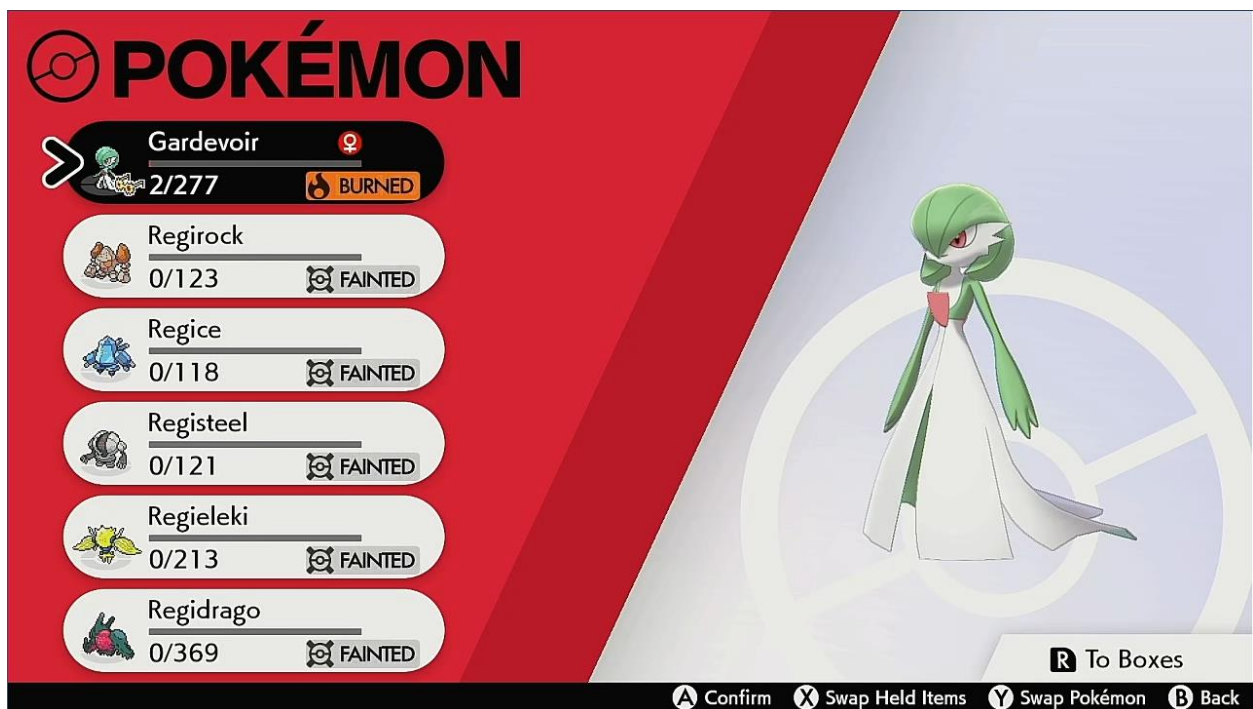 POKÉMON
Gardevoir ♀
2/277 BURNED
Regirock
0/123 FAINTED
Regice
0/118 FAINTED
Registeel
0/121 FAINTED
Regieleki
0/213 FAINTED
Regidrago
0/369 FAINTED
R To Boxes
A Confirm X Swap Held Items Y Swap Pokémon B Back